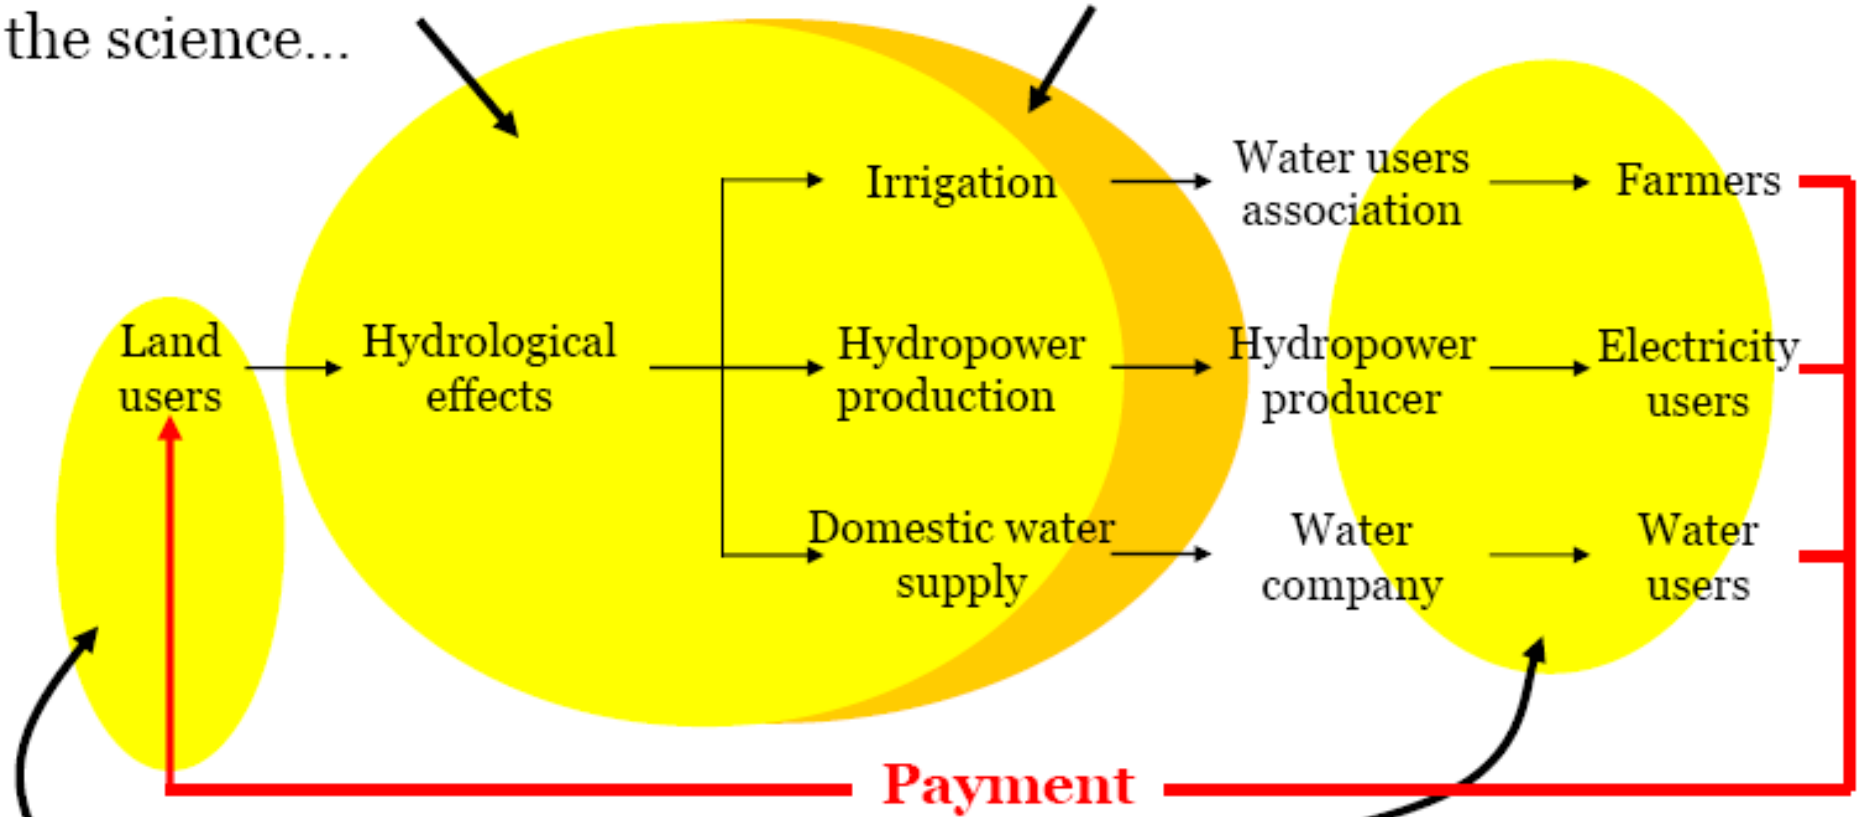 the science...
Land
users
Hydrological
effects
Irrigation
Hydropower
production
Domestic water
supply
Water users
association
Hydropower
producer
Water
company
Farmers
Electricity
users
Water
users
Payment